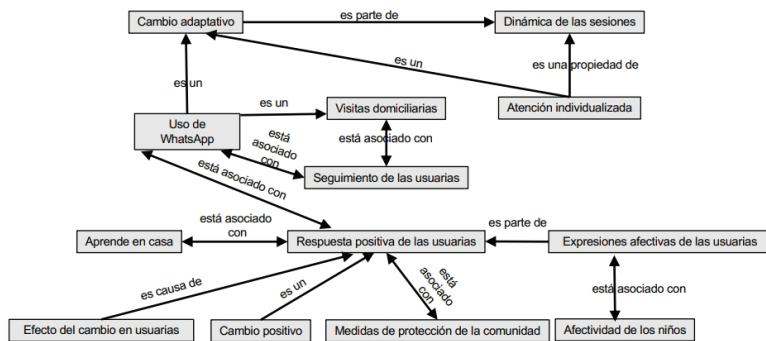 Cambio adaptativo
es parte de
Dinámica de las sesiones
es un
es un
es una propiedad de
Atención individualizada
es un
Visitas domiciliarias
Uso de
WhatsApp
está asociado con
está
asociado
con
Seguimiento de las usuarias
está asociado con
Aprende en casa
está asociado
con
Respuesta positiva de las usuarias
es parte de
Expresiones afectivas de las usuarias
es causa de
es un
está
asociado
con
está asociado con
Efecto del cambio en usuarias
Cambio positivo
Medidas de protección de la comunidad
Afectividad de los niños